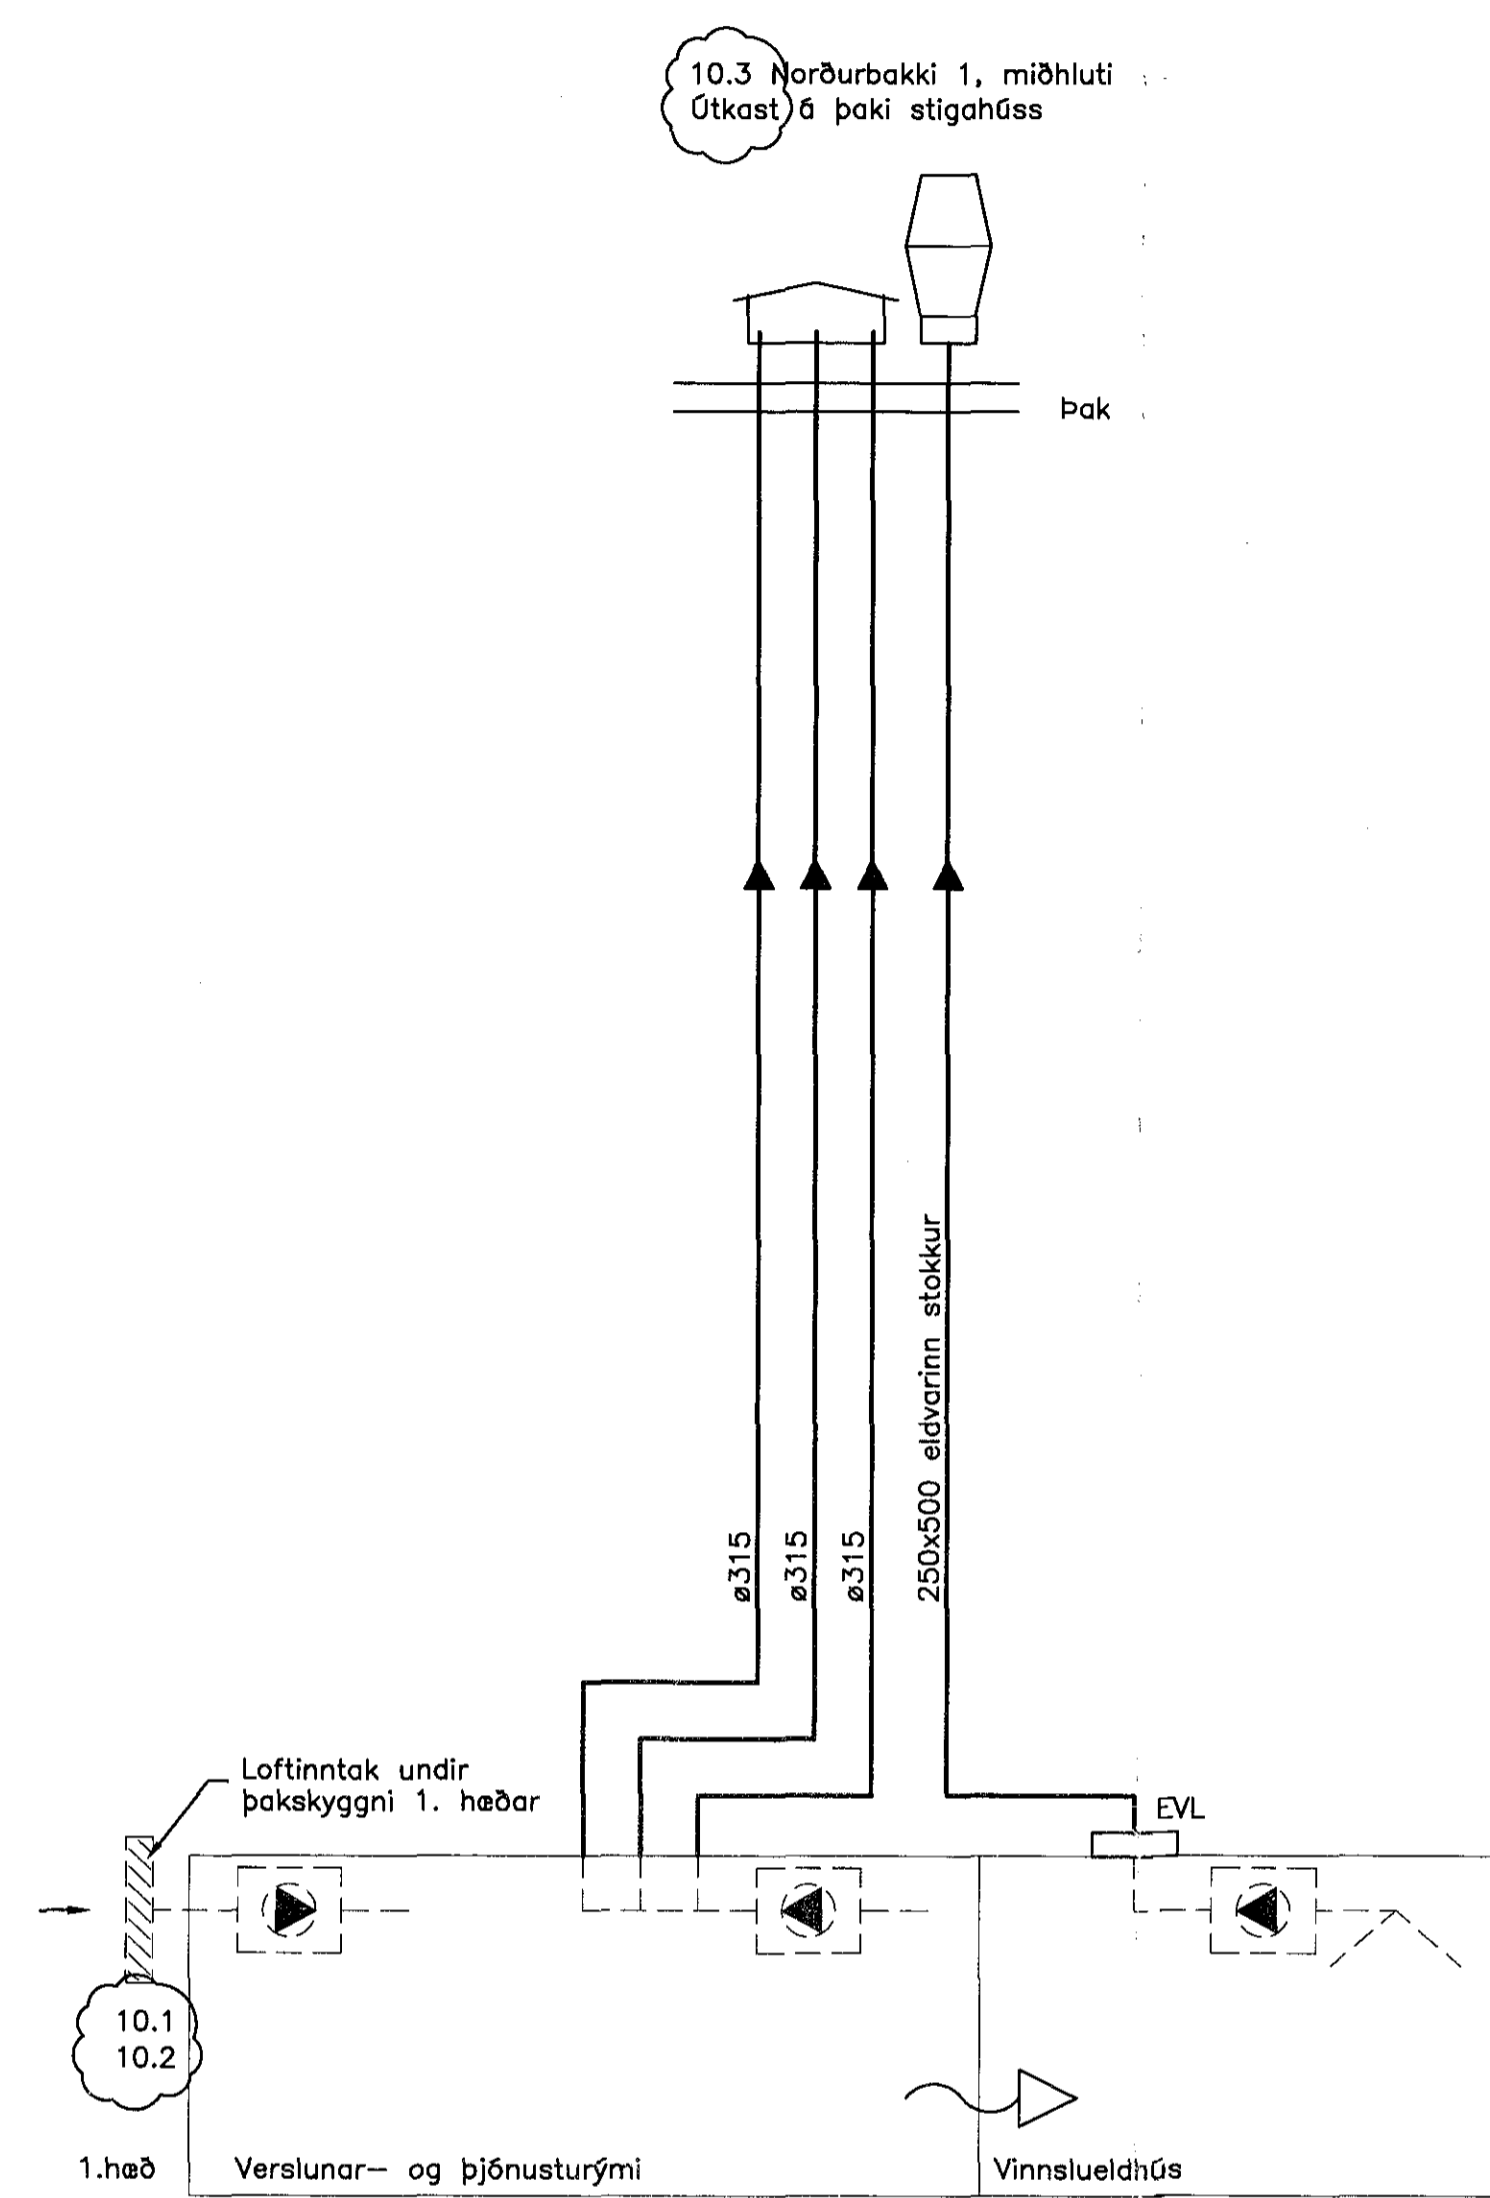 10.3 Norðurbakki 1, miðhluti
Útkast á þaki stigahúss
Þak
250x500 eldvarinn stokkur
ø315
ø315
ø315
Loftinntak undir
þakskyggni 1. hæðar
EVL
10.1
10.2
1.hæð
Verslunar- og þjónusturými
Vinnslueldhús